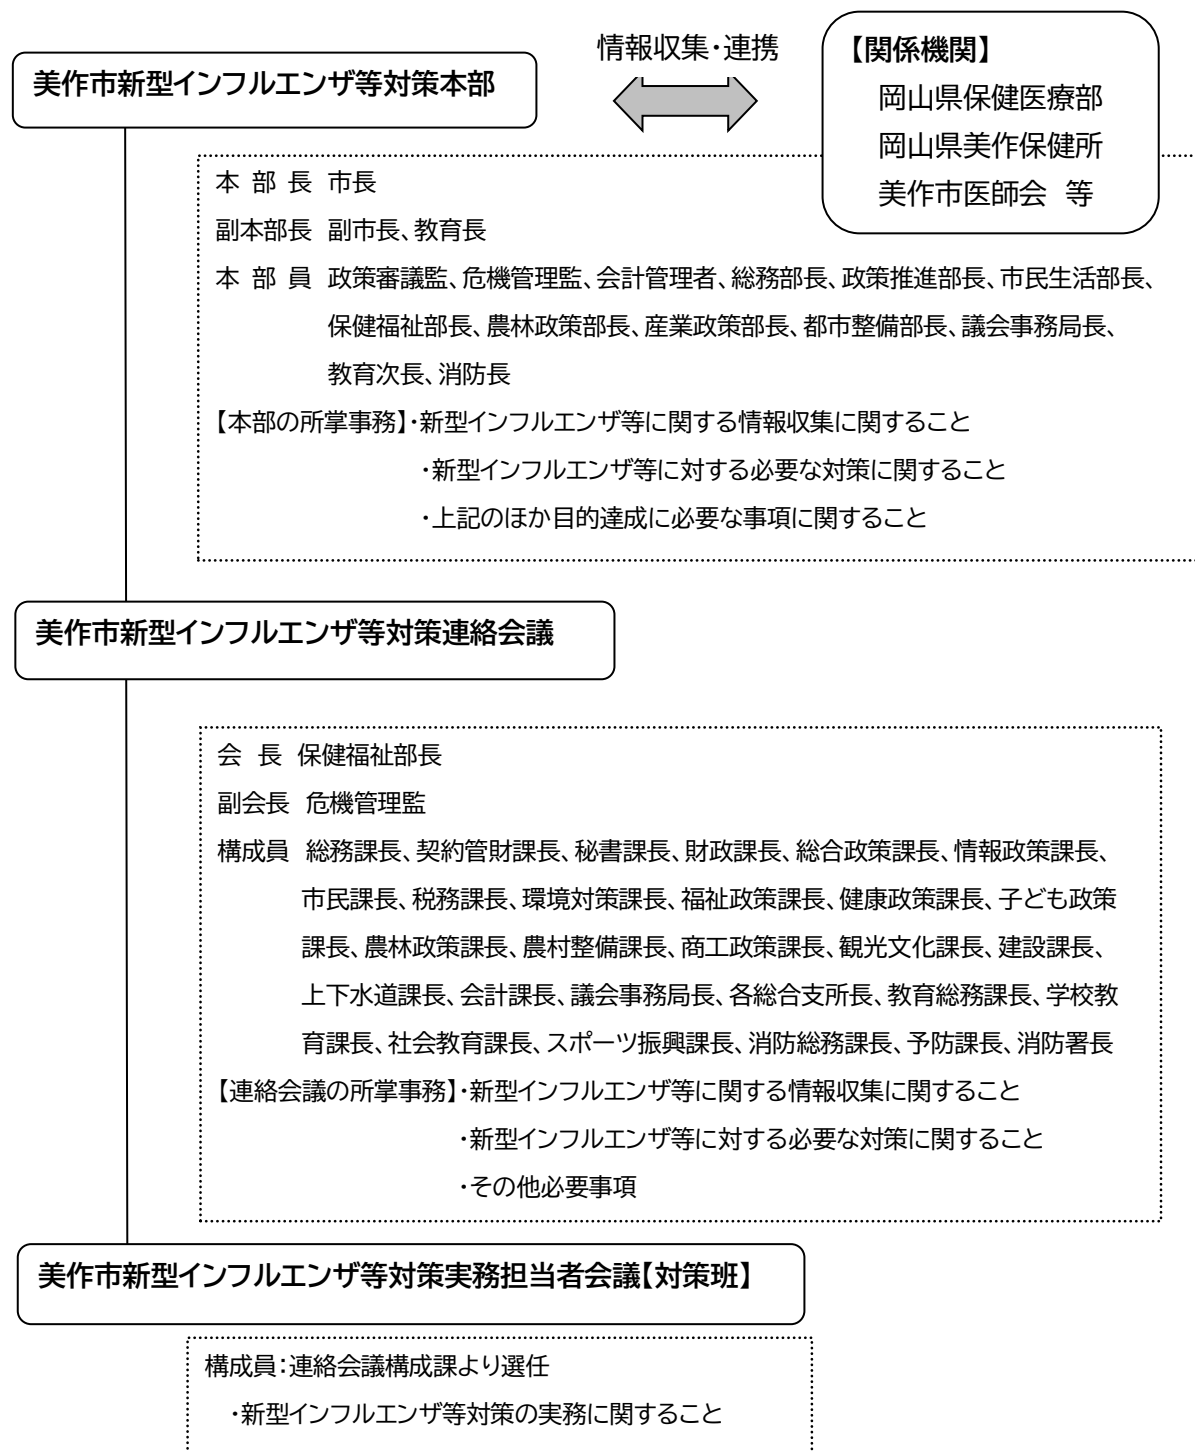 美作市新型インフルエンザ等対策本部
情報収集・連携
【関係機関】
岡山県保健医療部
岡山県美作保健所
美作市医師会 等
本 部 長 市長
副本部長 副市長、教育長
本 部 員 政策審議監、危機管理監、会計管理者、総務部長、政策推進部長、市民生活部長、
保健福祉部長、農林政策部長、産業政策部長、都市整備部長、議会事務局長、
教育次長、消防長
【本部の所掌事務】・新型インフルエンザ等に関する情報収集に関すること
・新型インフルエンザ等に対する必要な対策に関すること
・上記のほか目的達成に必要な事項に関すること
美作市新型インフルエンザ等対策連絡会議
会 長 保健福祉部長
副会長 危機管理監
構成員 総務課長、契約管財課長、秘書課長、財政課長、総合政策課長、情報政策課長、
市民課長、税務課長、環境対策課長、福祉政策課長、健康政策課長、子ども政策
課長、農林政策課長、農村整備課長、商工政策課長、観光文化課長、建設課長、
上下水道課長、会計課長、議会事務局長、各総合支所長、教育総務課長、学校教
育課長、社会教育課長、スポーツ振興課長、消防総務課長、予防課長、消防署長
【連絡会議の所掌事務】・新型インフルエンザ等に関する情報収集に関すること
・新型インフルエンザ等に対する必要な対策に関すること
・その他必要事項
美作市新型インフルエンザ等対策実務担当者会議【対策班】
構成員：連絡会議構成課より選任
・新型インフルエンザ等対策の実務に関すること